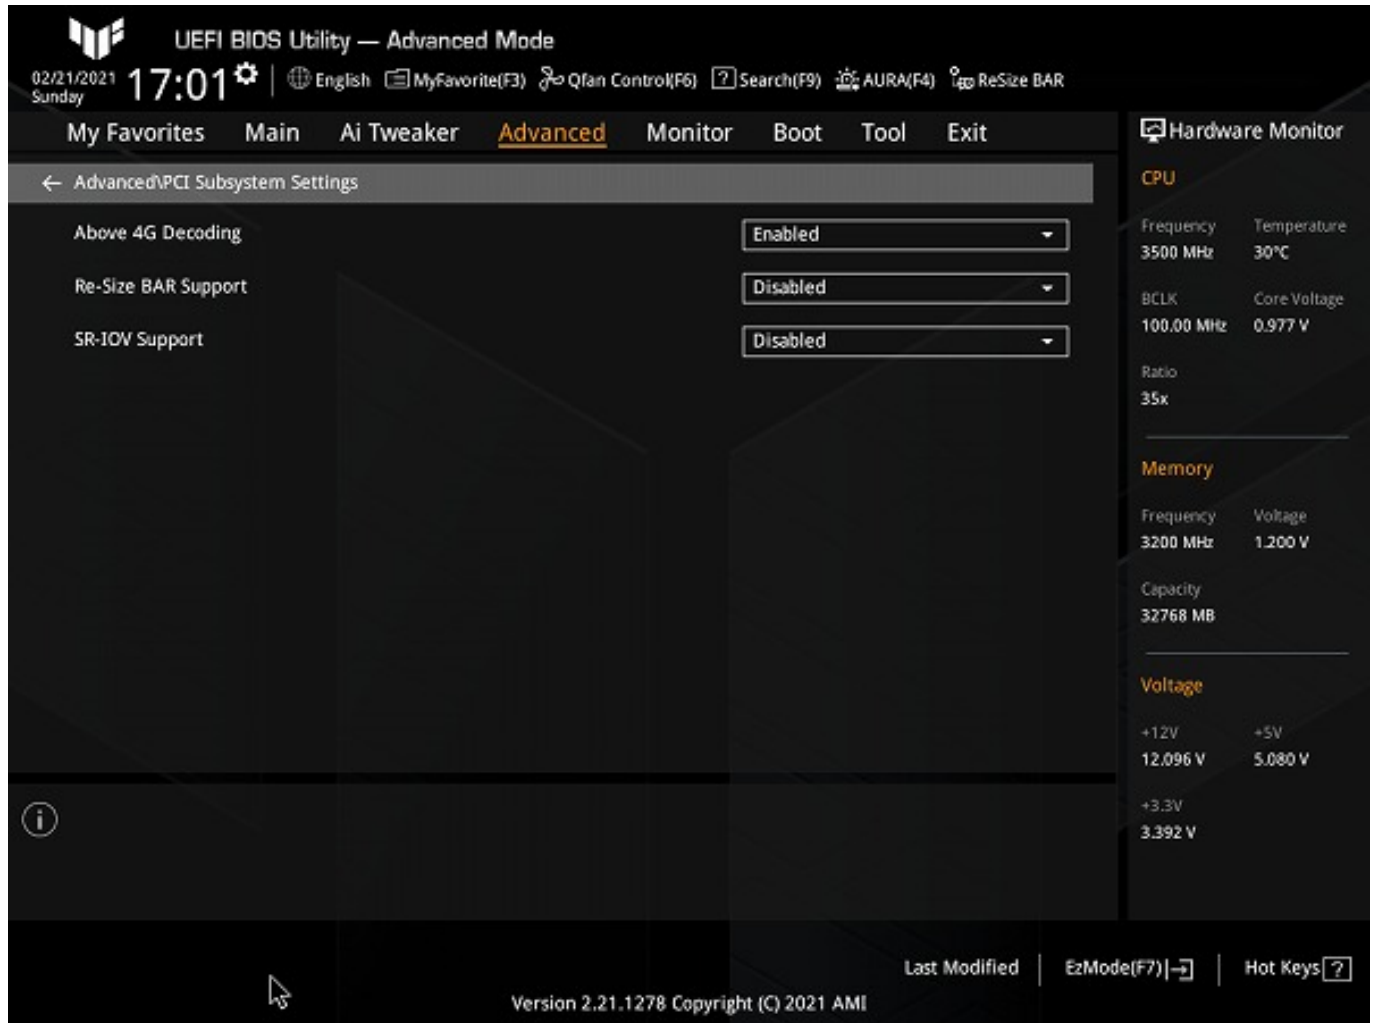 UEFI BIOS Utility — Advanced Mode
02/21/2021
Sunday
17:01
English MyFavorite(F3) Qfan Control(F6) ? Search(F9) AURA(F4) ReSize BAR
My Favorites Main Ai Tweaker Advanced Monitor Boot Tool Exit
← Advanced\PCI Subsystem Settings
Above 4G Decoding Enabled
Re-Size BAR Support Disabled
SR-IOV Support Disabled
Hardware Monitor
CPU
Frequency Temperature
3500 MHz 30°C
BCLK Core Voltage
100.00 MHz 0.977 V
Ratio
35x
Memory
Frequency Voltage
3200 MHz 1.200 V
Capacity
32768 MB
Voltage
+12V +5V
12.096 V 5.080 V
+3.3V
3.392 V
Last Modified EzMode(F7) Hot Keys ?
Version 2.21.1278 Copyright (C) 2021 AMI